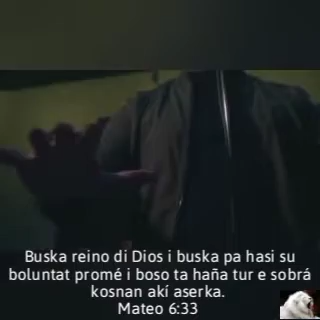 Buska reino di Dios i buska pa hasi su
boluntat promé i boso ta haña tur e sobrá
kosnan akí aserka.
Mateo 6:33